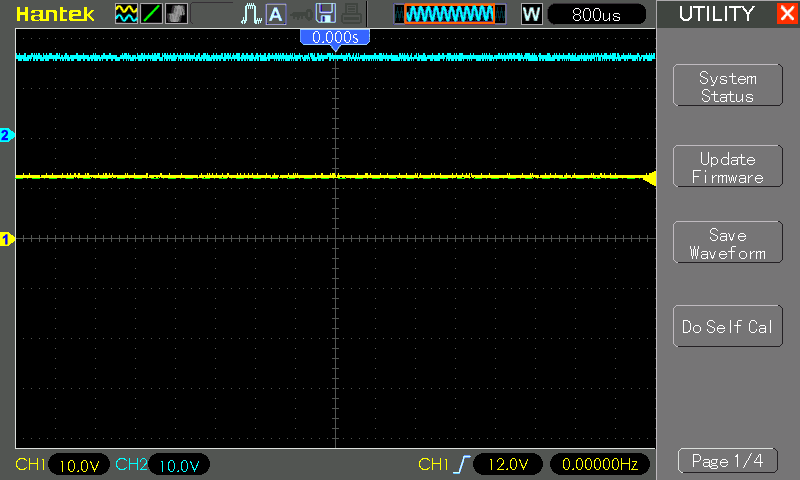 Hantek
A
W
800us
UTILITY
0.000s
System
Status
2
Update
Firmware
1
Save
Waveform
Do Self Cal
CH1 10.0V CH2 10.0V CH1 12.0V 0.00000Hz
Page 1/4